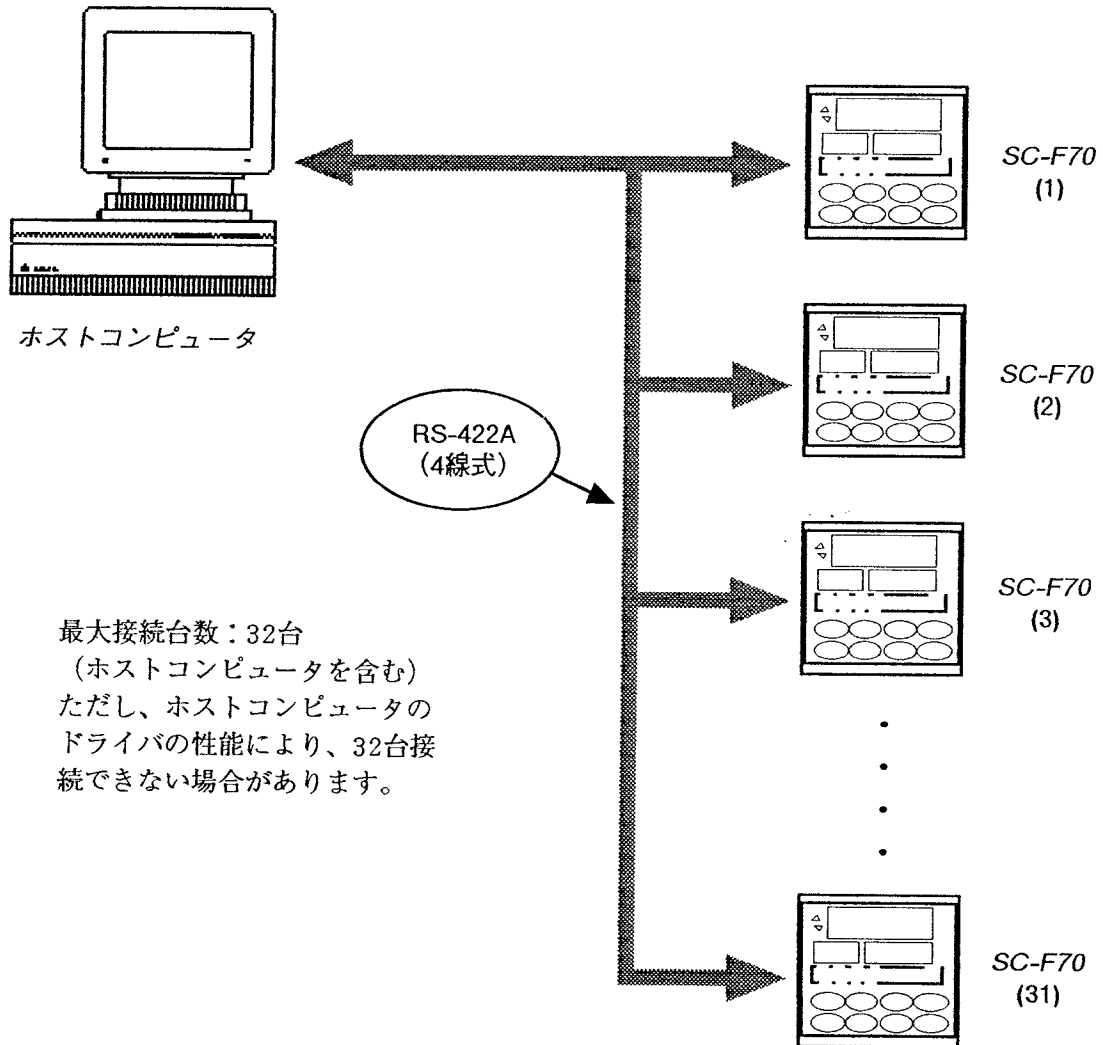 SC-F70
(1)
ホストコンピュータ
SC-F70
(2)
RS-422A
(4線式)
SC-F70
(3)
最大接続台数：32台
（ホストコンピュータを含む）
ただし、ホストコンピュータの
ドライバの性能により、32台接
続できない場合があります。
SC-F70
(31)